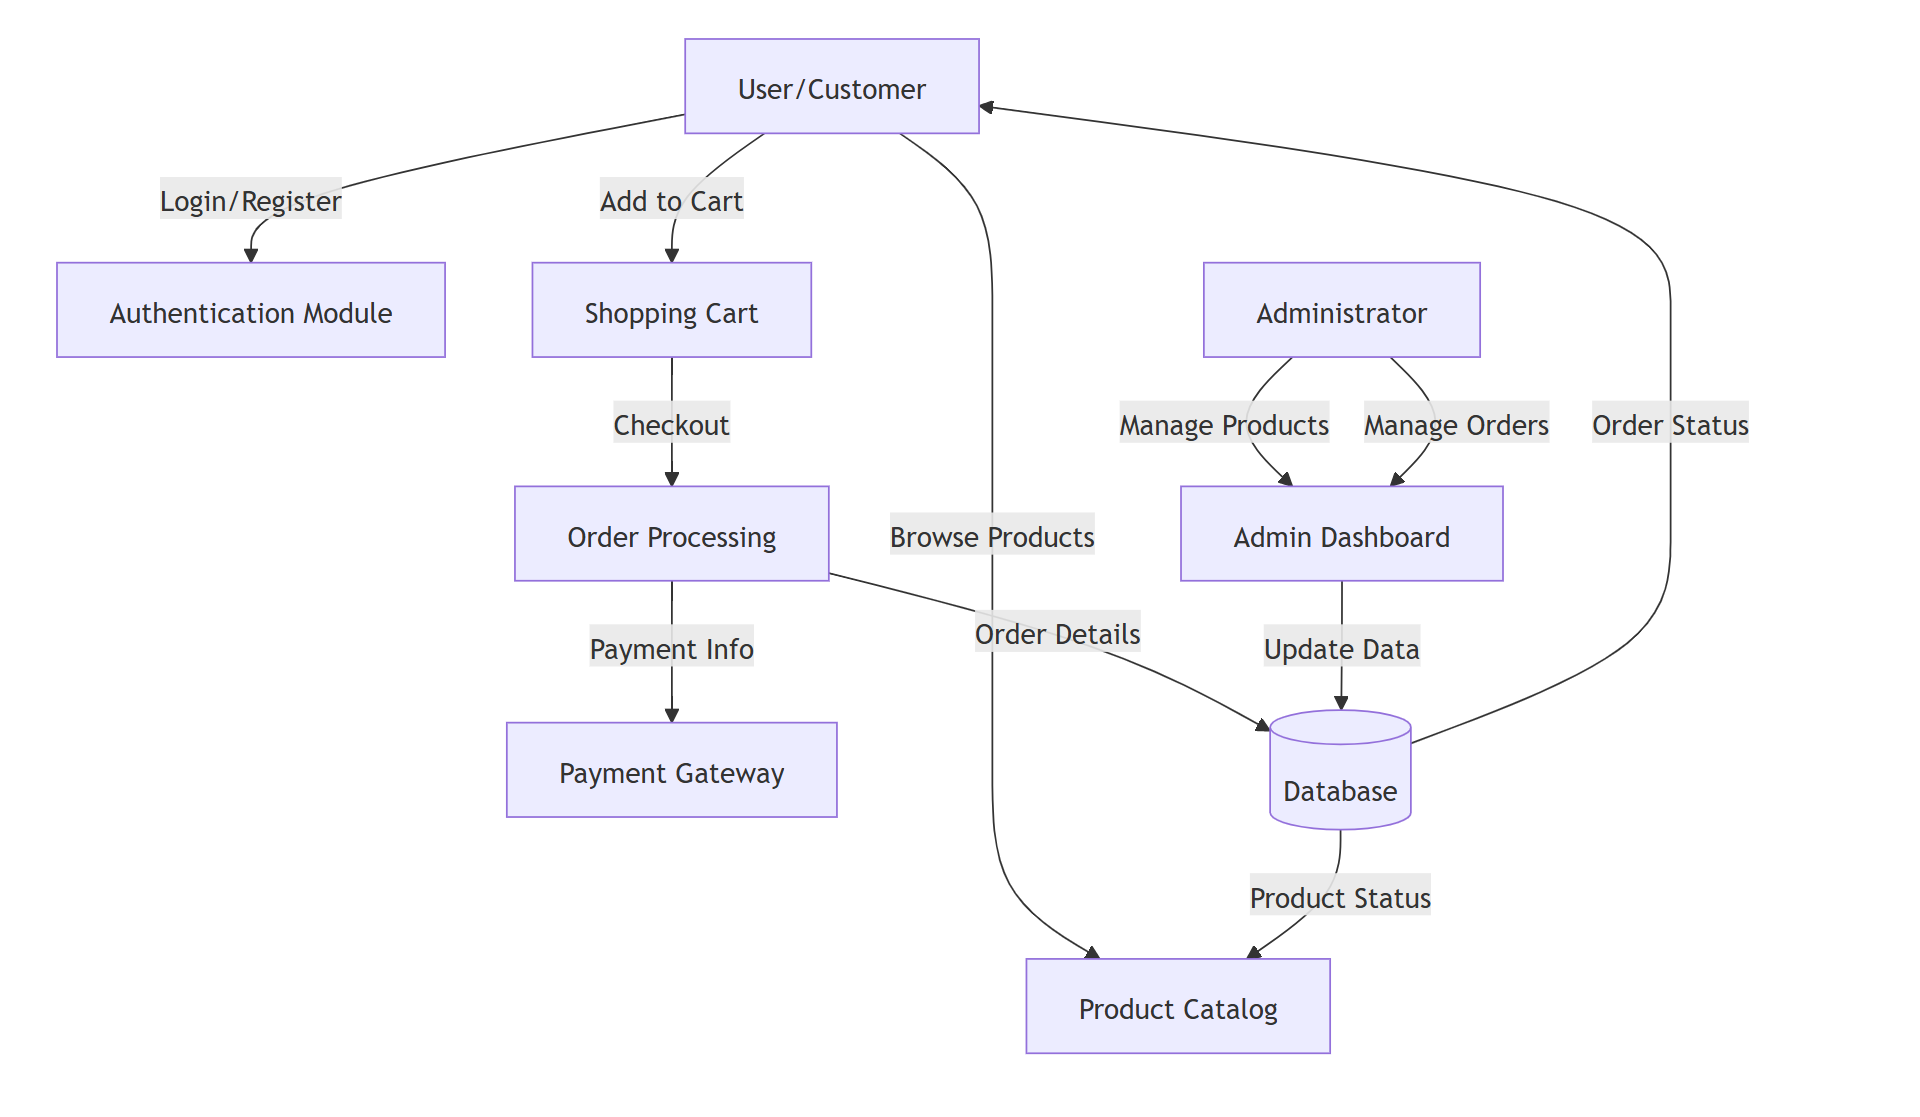 User/Customer
Login/Register
Add to Cart
Authentication Module
Shopping Cart
Administrator
Checkout
Manage Products
Manage Orders
Order Status
Order Processing
Browse Products
Admin Dashboard
Order Details
Payment Info
Update Data
Payment Gateway
Database
Product Status
Product Catalog